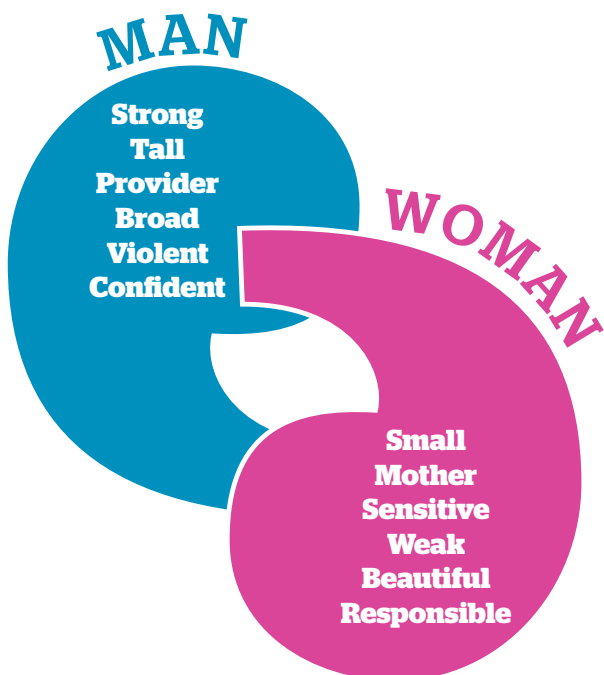 MAN
Strong
Tall
Provider
Broad
Violent
Confident
WOMAN
Small
Mother
Sensitive
Weak
Beautiful
Responsible